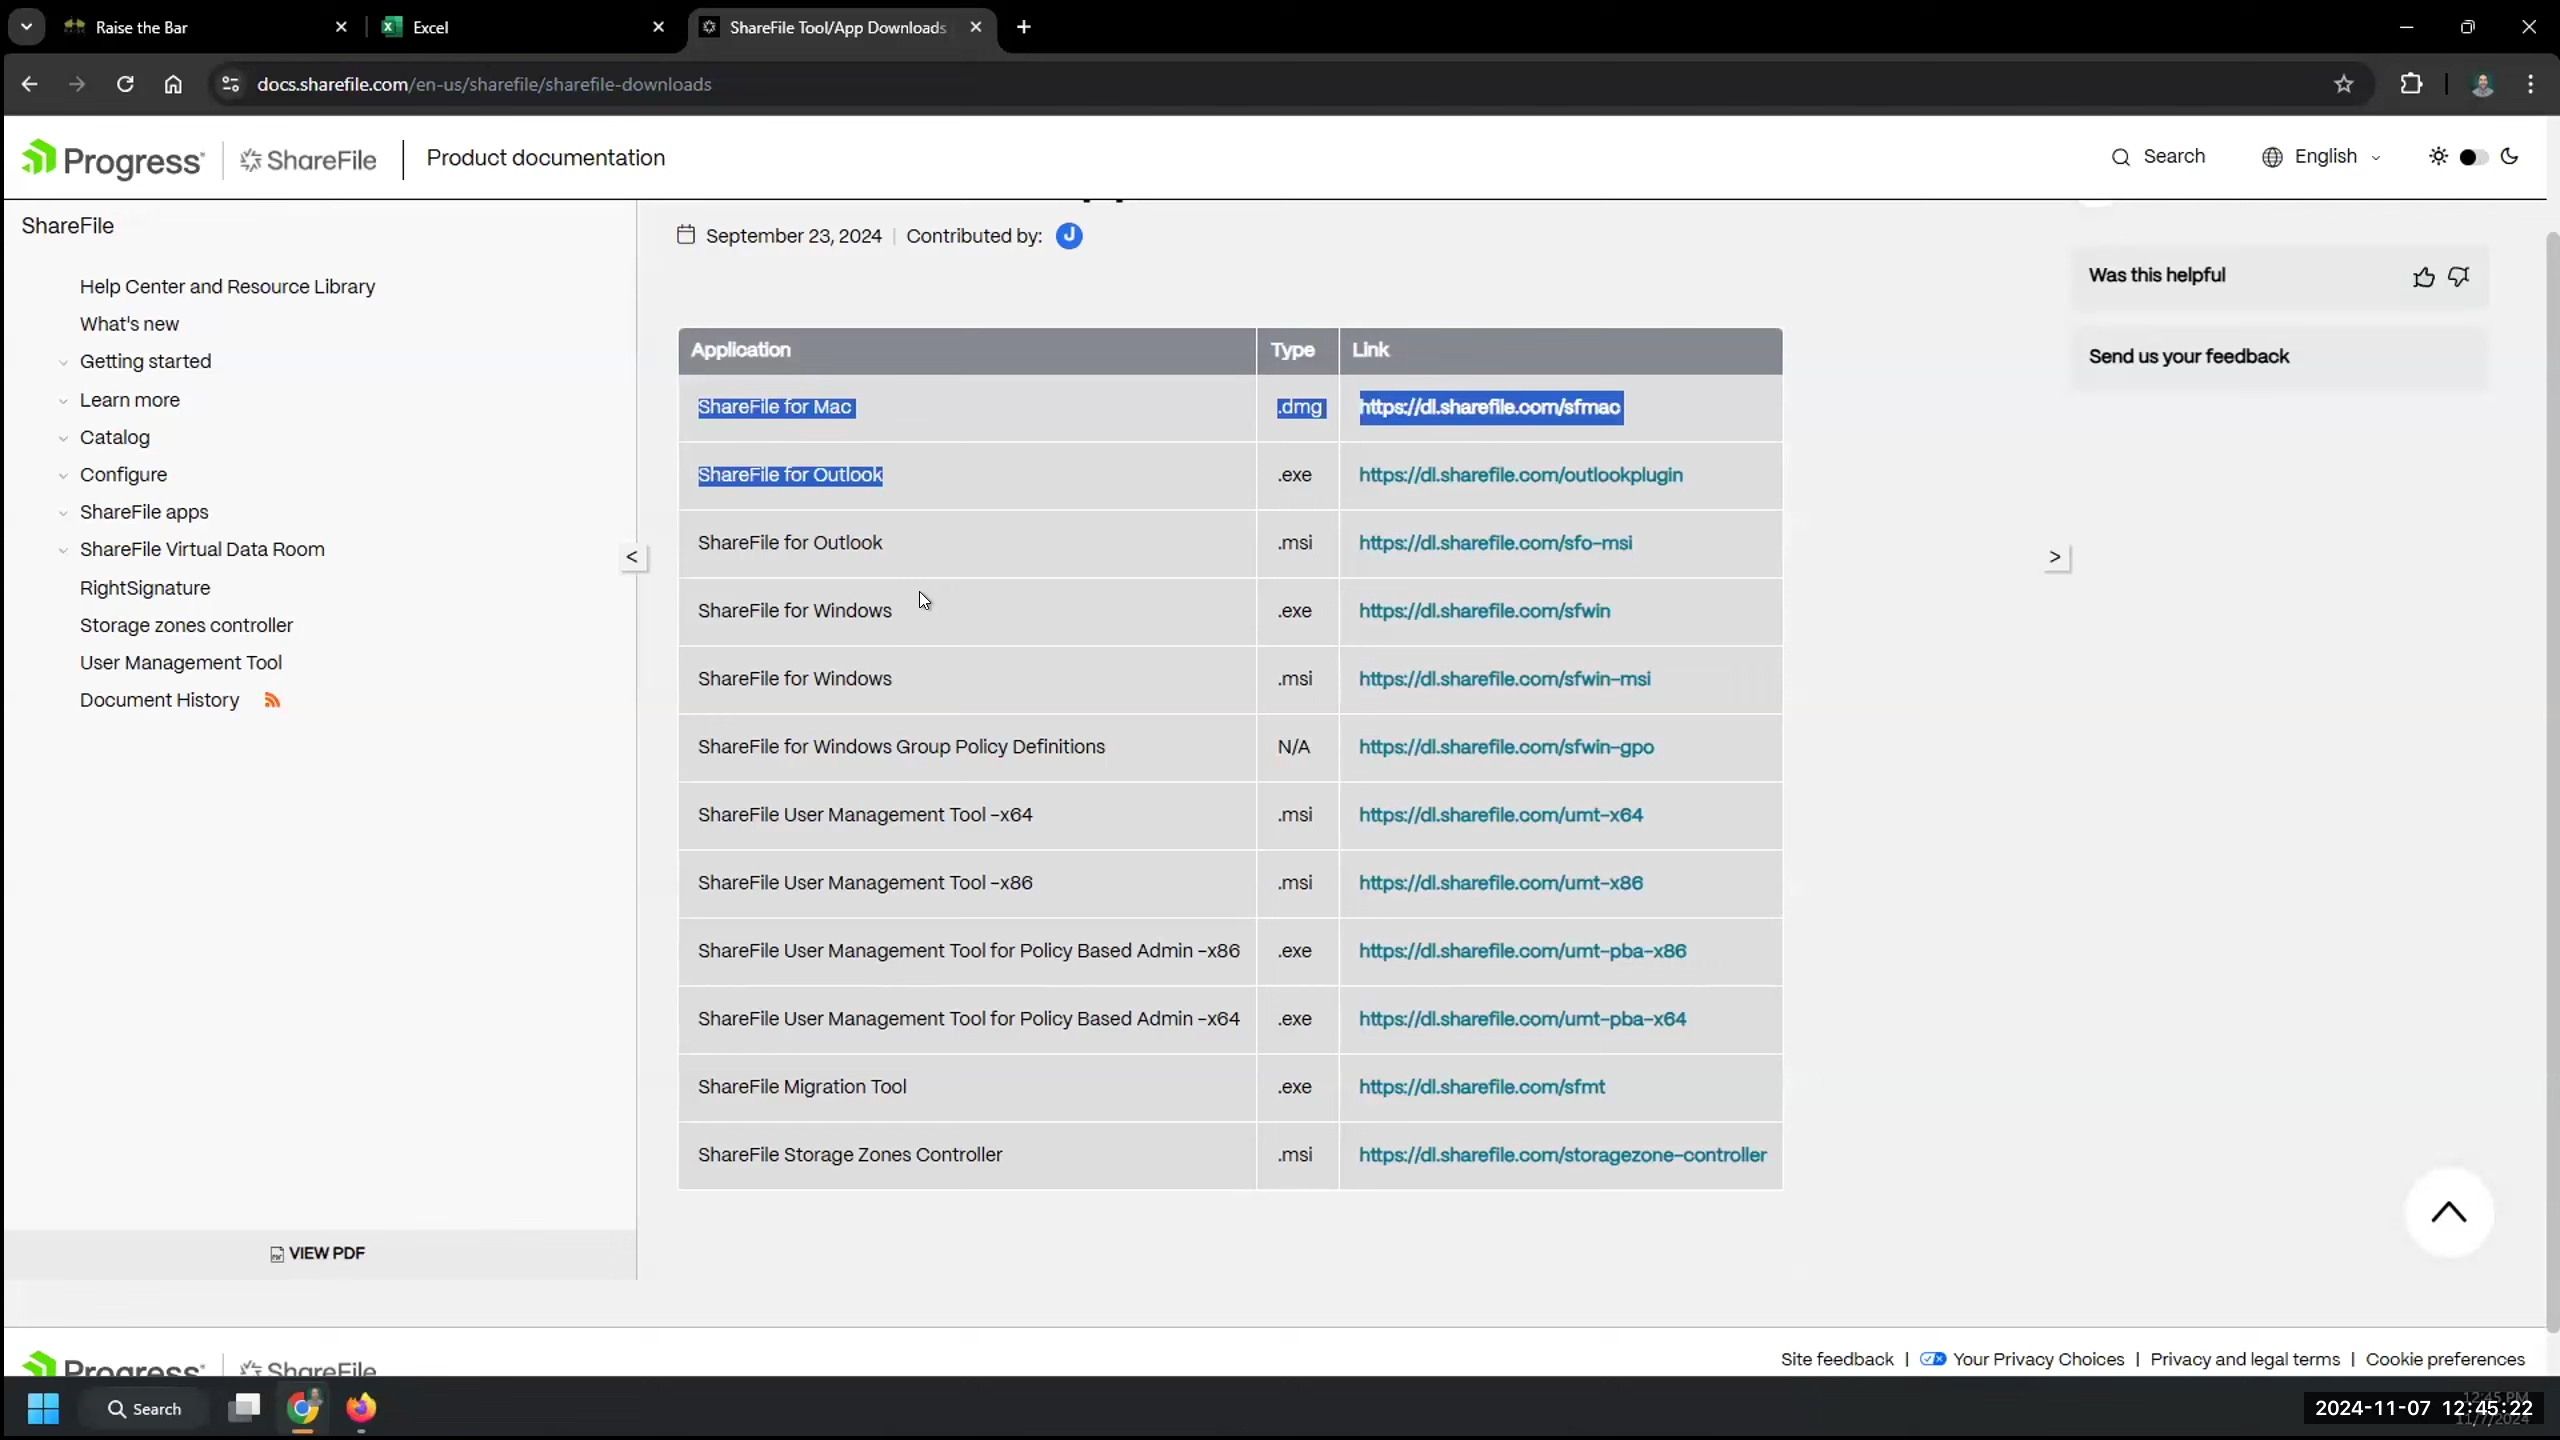 Raise the Bar
Excel
ShareFile Tool/App Downloads
docs.sharefile.com/en-us/sharefile/sharefile-downloads
Progress ShareFile Product documentation
Search English
ShareFile
Help Center and Resource Library
What's new
Getting started
Learn more
Catalog
Configure
ShareFile apps
ShareFile Virtual Data Room
RightSignature
Storage zones controller
User Management Tool
Document History
VIEW PDF
<
September 23, 2024 | Contributed by: J
Application Type Link
ShareFile for Mac .dmg https://dl.sharefile.com/sfmac
ShareFile for Outlook .exe https://dl.sharefile.com/outlookplugin
ShareFile for Outlook .msi https://dl.sharefile.com/sfo-msi
ShareFile for Windows .exe https://dl.sharefile.com/sfwin
ShareFile for Windows .msi https://dl.sharefile.com/sfwin-msi
ShareFile for Windows Group Policy Definitions N/A https://dl.sharefile.com/sfwin-gpo
ShareFile User Management Tool -x64 .msi https://dl.sharefile.com/umt-x64
ShareFile User Management Tool -x86 .msi https://dl.sharefile.com/umt-x86
ShareFile User Management Tool for Policy Based Admin -x86 .exe https://dl.sharefile.com/umt-pba-x86
ShareFile User Management Tool for Policy Based Admin -x64 .exe https://dl.sharefile.com/umt-pba-x64
ShareFile Migration Tool .exe https://dl.sharefile.com/sfmt
ShareFile Storage Zones Controller .msi https://dl.sharefile.com/storagezone-controller
>
Was this helpful
Send us your feedback
Progress ShareFile
Site feedback | Your Privacy Choices | Privacy and legal terms | Cookie preferences
Search
12:45 PM
11/7/2024
2024-11-07 12:45:22